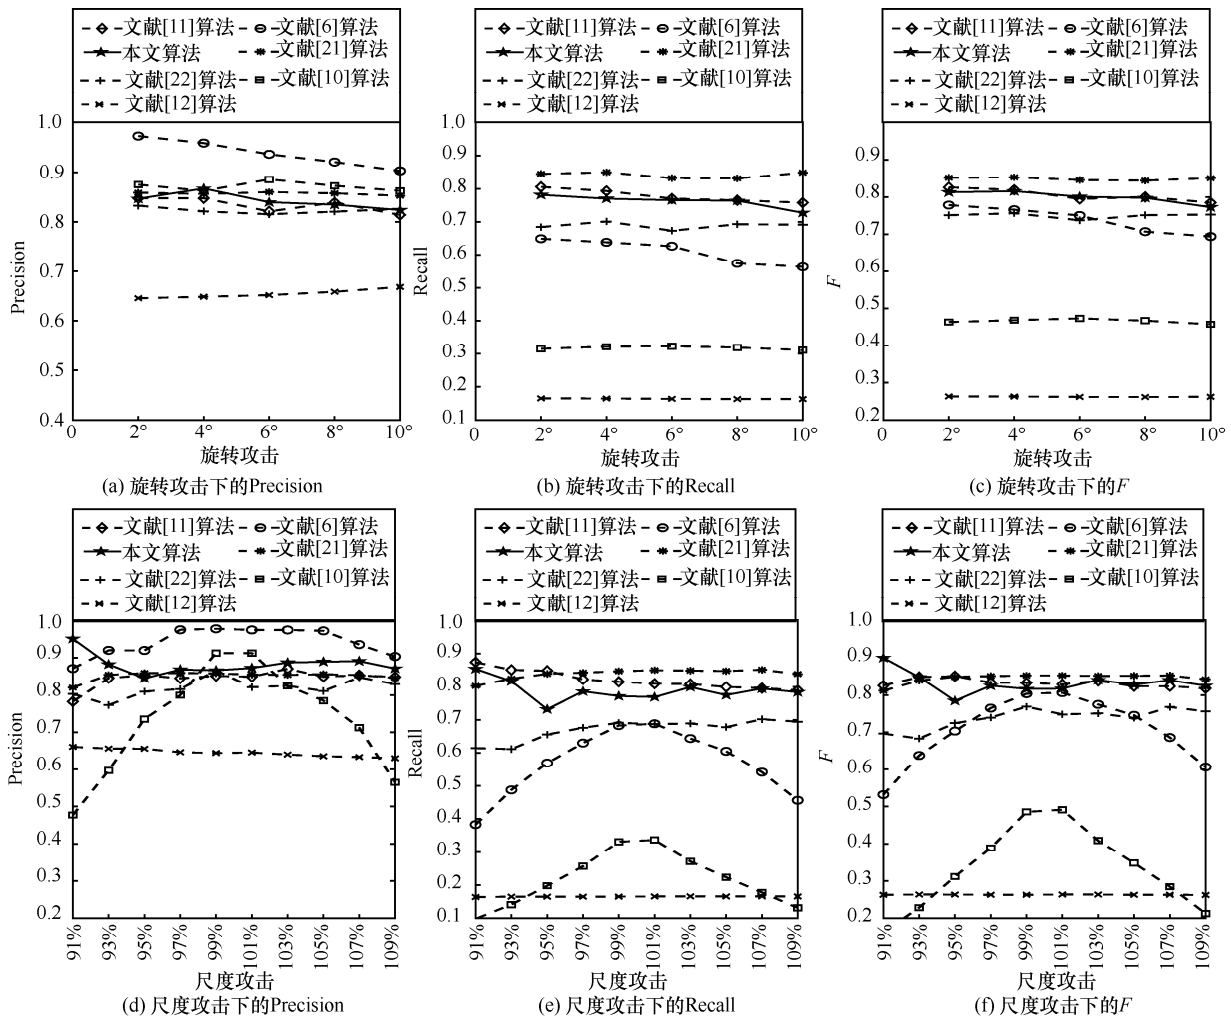 文献[11]算法 文献[6]算法
本文算法 文献[21]算法
文献[22]算法 文献[10]算法
文献[12]算法
1.0
0.9
0.8
0.7
0.6
0.5
0.4
Precision
0 2° 4° 6° 8° 10°
旋转攻击
(a) 旋转攻击下的Precision
文献[11]算法 文献[6]算法
本文算法 文献[21]算法
文献[22]算法 文献[10]算法
文献[12]算法
1.0
0.9
0.8
0.7
0.6
0.5
0.4
0.3
0.2
0.1
Recall
0 2° 4° 6° 8° 10°
旋转攻击
(b) 旋转攻击下的Recall
文献[11]算法 文献[6]算法
本文算法 文献[21]算法
文献[22]算法 文献[10]算法
文献[12]算法
0.9
0.8
0.7
0.6
0.5
0.4
0.3
0.2
F
0 2° 4° 6° 8° 10°
旋转攻击
(c) 旋转攻击下的F
文献[11]算法 文献[6]算法
本文算法 文献[21]算法
文献[22]算法 文献[10]算法
文献[12]算法
1.0
0.9
0.8
0.7
0.6
0.5
0.4
0.3
0.2
Precision
91% 93% 95% 97% 99% 101% 103% 105% 107% 109%
尺度攻击
(d) 尺度攻击下的Precision
文献[11]算法 文献[6]算法
本文算法 文献[21]算法
文献[22]算法 文献[10]算法
文献[12]算法
1.0
0.9
0.8
0.7
0.6
0.5
0.4
0.3
0.2
0.1
Recall
91% 93% 95% 97% 99% 101% 103% 105% 107% 109%
尺度攻击
(e) 尺度攻击下的Recall
文献[11]算法 文献[6]算法
本文算法 文献[21]算法
文献[22]算法 文献[10]算法
文献[12]算法
1.0
0.9
0.8
0.7
0.6
0.5
0.4
0.3
0.2
F
91% 93% 95% 97% 99% 101% 103% 105% 107% 109%
尺度攻击
(f) 尺度攻击下的F